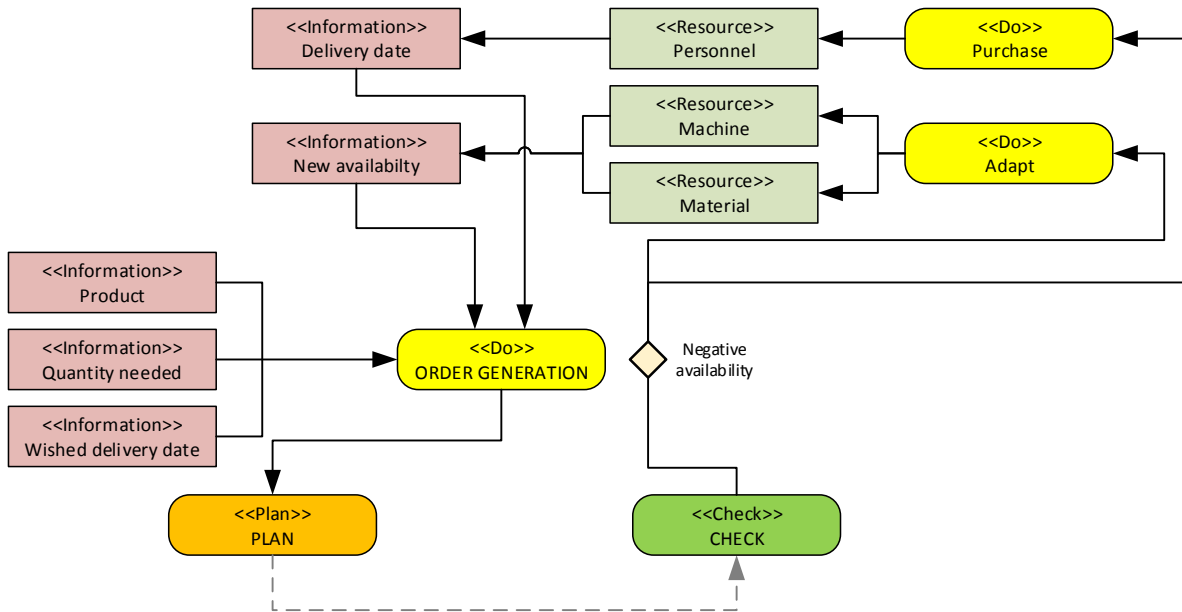 <<Information>>
Delivery date
<<Resource>>
Personnel
<<Do>>
Purchase
<<Information>>
New availabilty
<<Resource>>
Machine
<<Resource>>
Material
<<Do>>
Adapt
<<Information>>
Product
<<Information>>
Quantity needed
<<Information>>
Wished delivery date
<<Do>>
ORDER GENERATION
Negative
availability
<<Plan>>
PLAN
<<Check>>
CHECK